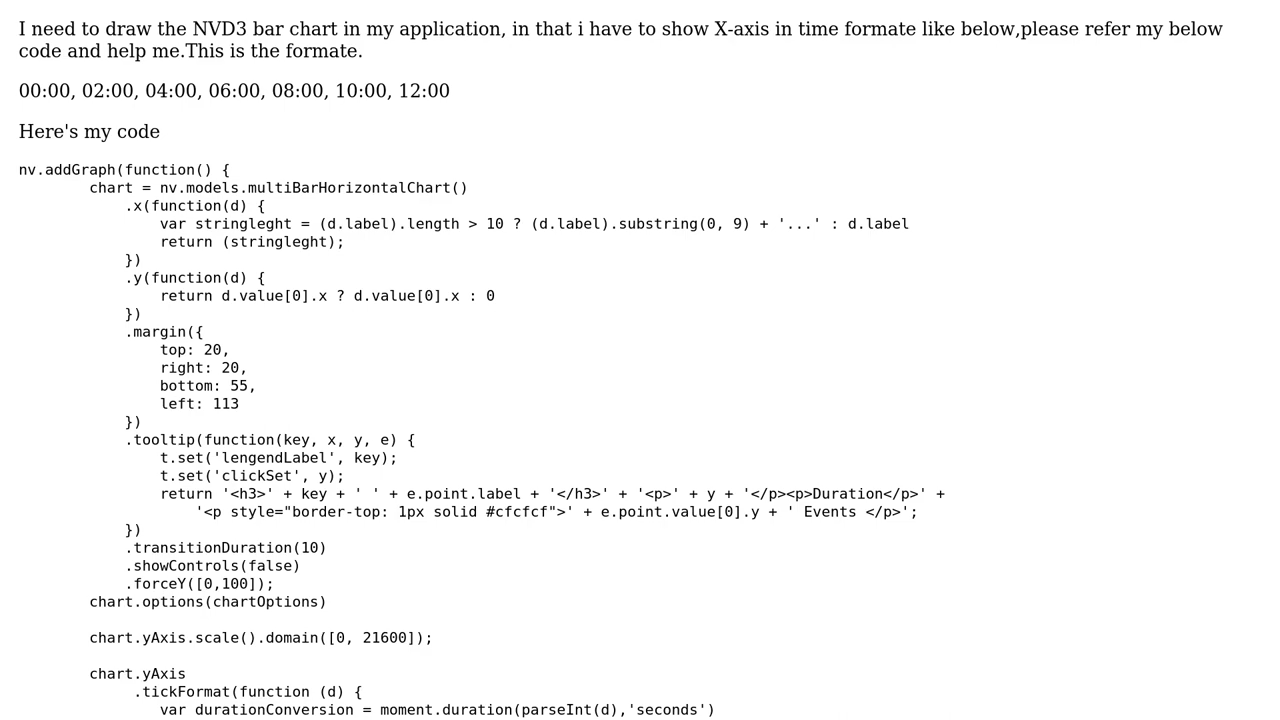 I need to draw the NVD3 bar chart in my application, in that i have to show X-axis in time formate like below,please refer my below
code and help me.This is the formate.
00:00, 02:00, 04:00, 06:00, 08:00, 10:00, 12:00
Here's my code
nv.addGraph(function() {
        chart = nv.models.multiBarHorizontalChart()
            .x(function(d) {
                var stringleght = (d.label).length > 10 ? (d.label).substring(0, 9) + '...' : d.label
                return (stringleght);
            })
            .y(function(d) {
                return d.value[0].x ? d.value[0].x : 0
            })
            .margin({
                top: 20,
                right: 20,
                bottom: 55,
                left: 113
            })
            .tooltip(function(key, x, y, e) {
                t.set('lengendLabel', key);
                t.set('clickSet', y);
                return '<h3>' + key + ' ' + e.point.label + '</h3>' + '<p>' + y + '</p><p>Duration</p>' +
                    '<p style="border-top: 1px solid #cfcfcf">' + e.point.value[0].y + ' Events </p>';
            })
            .transitionDuration(10)
            .showControls(false)
            .forceY([0,100]);
        chart.options(chartOptions)
        chart.yAxis.scale().domain([0, 21600]);
        chart.yAxis
             .tickFormat(function (d) {
                var durationConversion = moment.duration(parseInt(d),'seconds')